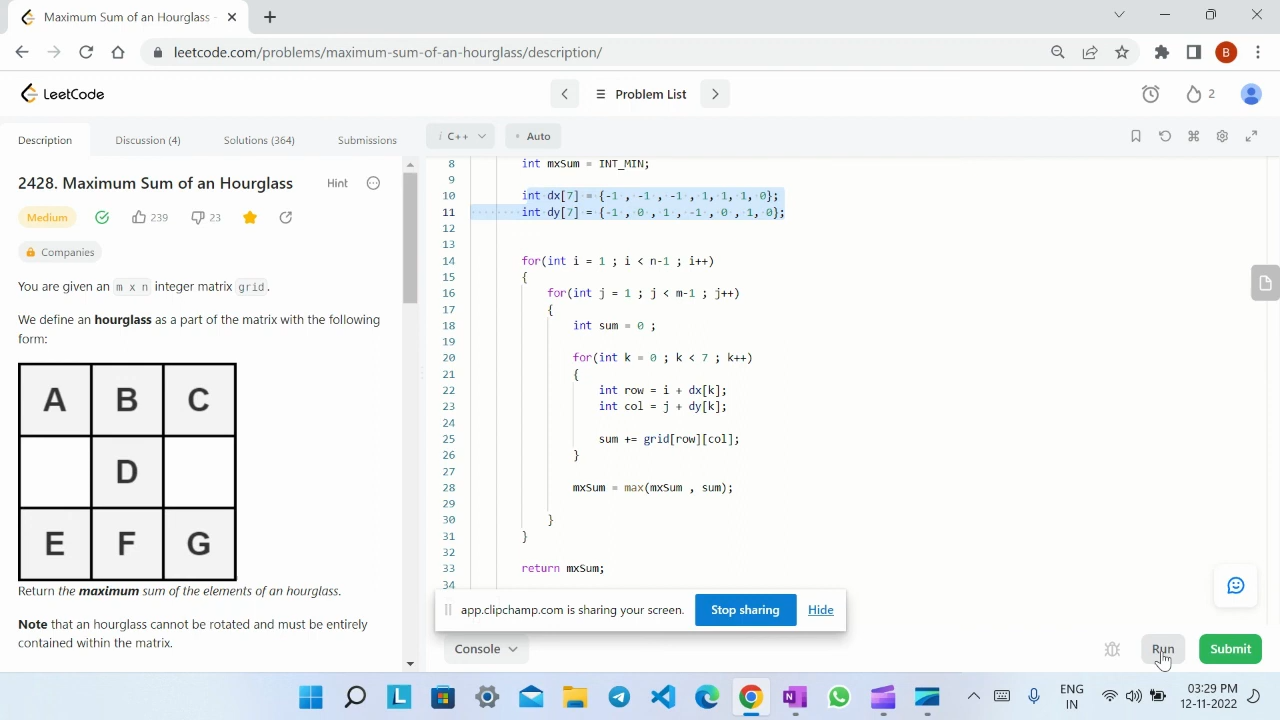 Maximum Sum of an Hourglass -
leetcode.com/problems/maximum-sum-of-an-hourglass/description/
B
LeetCode
Problem List
2
Description
Discussion (4)
Solutions (364)
Submissions
i C++
Auto
2428. Maximum Sum of an Hourglass
Hint
Medium
239
23
Companies
You are given an m x n integer matrix grid.
We define an hourglass as a part of the matrix with the following
form:
A B C
D
E F G
Return the maximum sum of the elements of an hourglass.
Note that an hourglass cannot be rotated and must be entirely
contained within the matrix.
8 int mxSum = INT_MIN;
9
10 int dx[7] = {-1 , -1 , -1 , 1, 1, 1, 0};
11 int dy[7] = {-1 , 0 , 1 , -1 , 0 , 1, 0};
12
13
14 for(int i = 1 ; i < n-1 ; i++)
15 {
16 for(int j = 1 ; j < m-1 ; j++)
17 {
18 int sum = 0 ;
19
20 for(int k = 0 ; k < 7 ; k++)
21 {
22 int row = i + dx[k];
23 int col = j + dy[k];
24
25 sum += grid[row][col];
26 }
27
28 mxSum = max(mxSum , sum);
29
30 }
31 }
32
33 return mxSum;
34
app.clipchamp.com is sharing your screen.
Stop sharing
Hide
Console
Run
Submit
L
ENG
IN
03:29 PM
12-11-2022